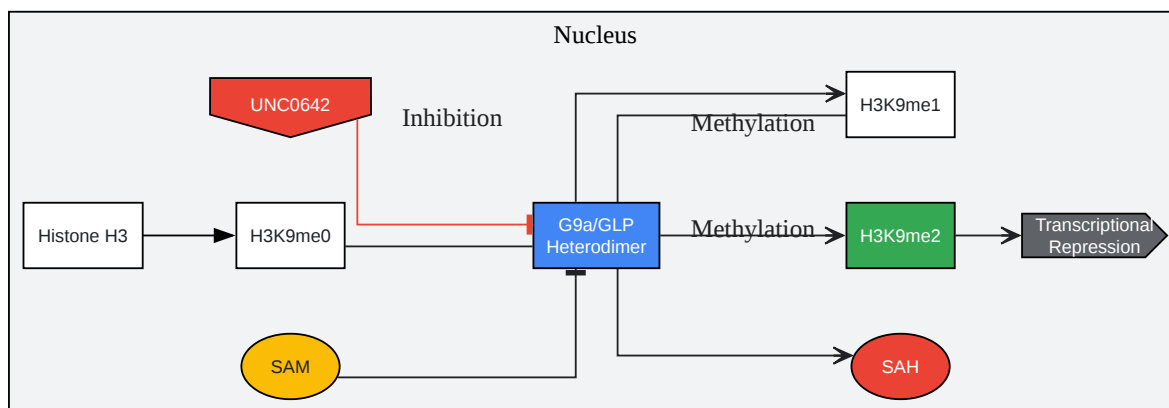 Nucleus
UNC0642
Inhibition
Methylation
H3K9me1
Histone H3
H3K9me0
G9a/GLP
Heterodimer
Methylation
H3K9me2
Transcriptional
Repression
SAM
SAH